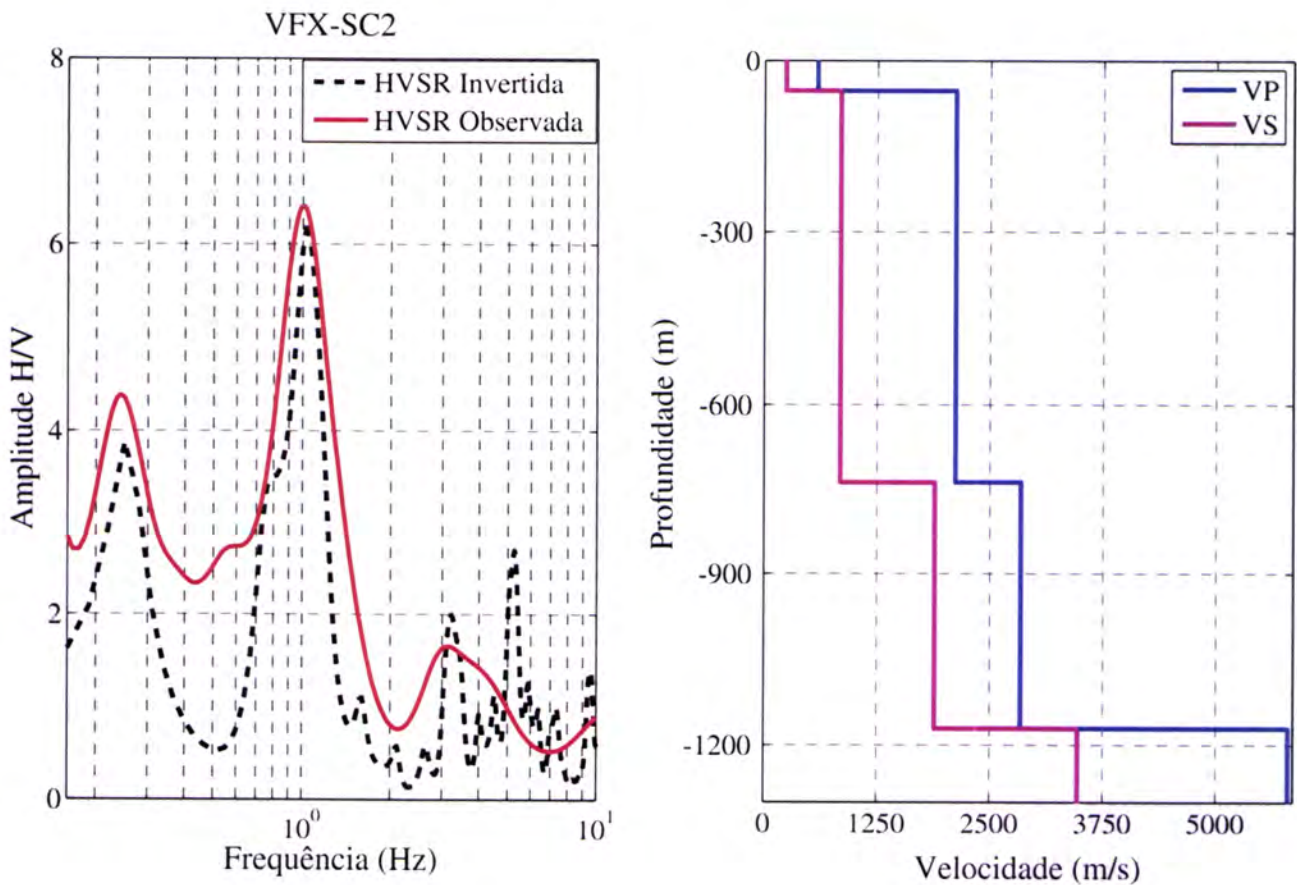 VFX-SC2
HVSR Invertida
HVSR Observada
8
6
4
2
0
Amplitude H/V
10^0
10^1
Frequência (Hz)
VP
VS
0
-300
-600
-900
-1200
Profundidade (m)
0
1250
2500
3750
5000
Velocidade (m/s)